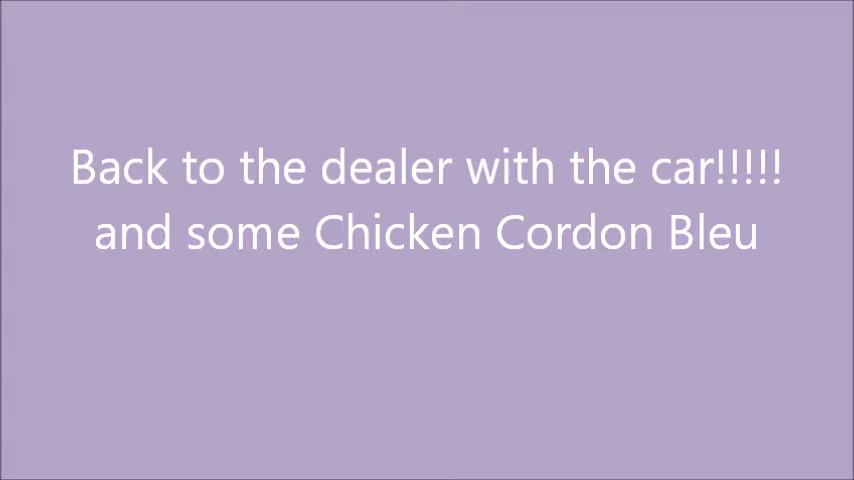 Back to the dealer with the car!!!!!
and some Chicken Cordon Bleu